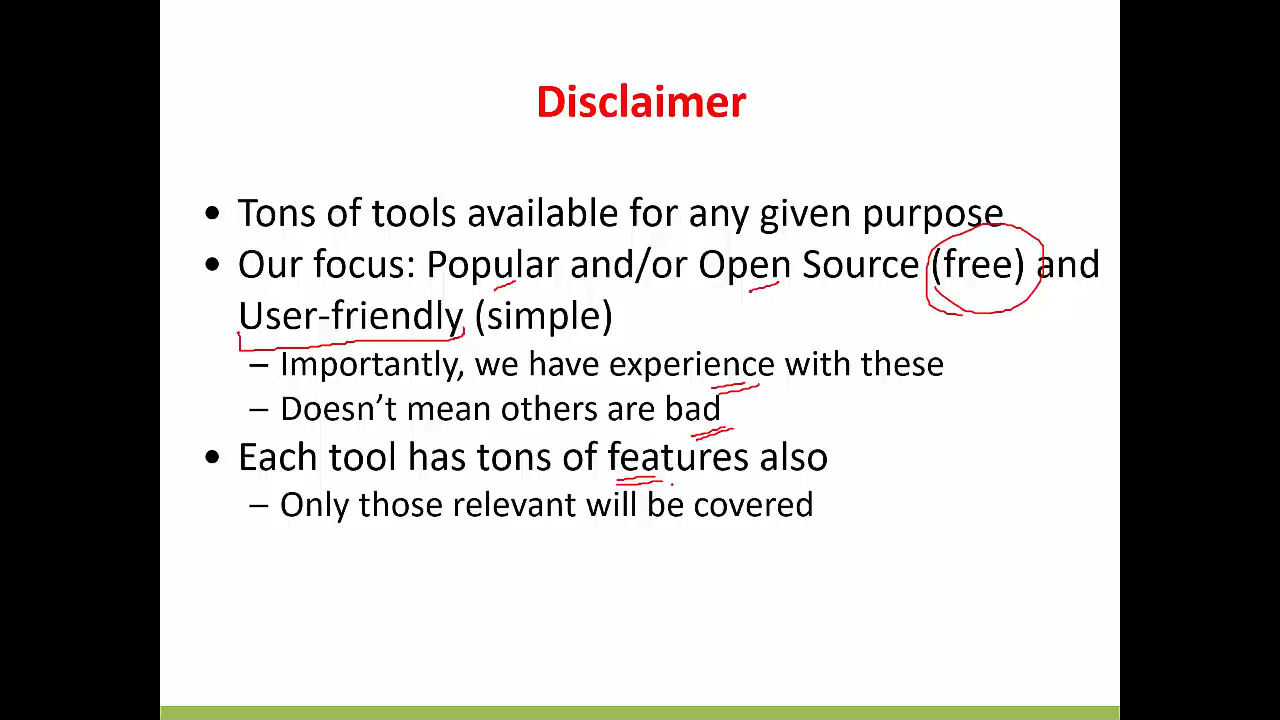 Disclaimer
• Tons of tools available for any given purpose
• Our focus: Popular and/or Open Source (free) and
User-friendly (simple)
– Importantly, we have experience with these
– Doesn’t mean others are bad
• Each tool has tons of features also
– Only those relevant will be covered